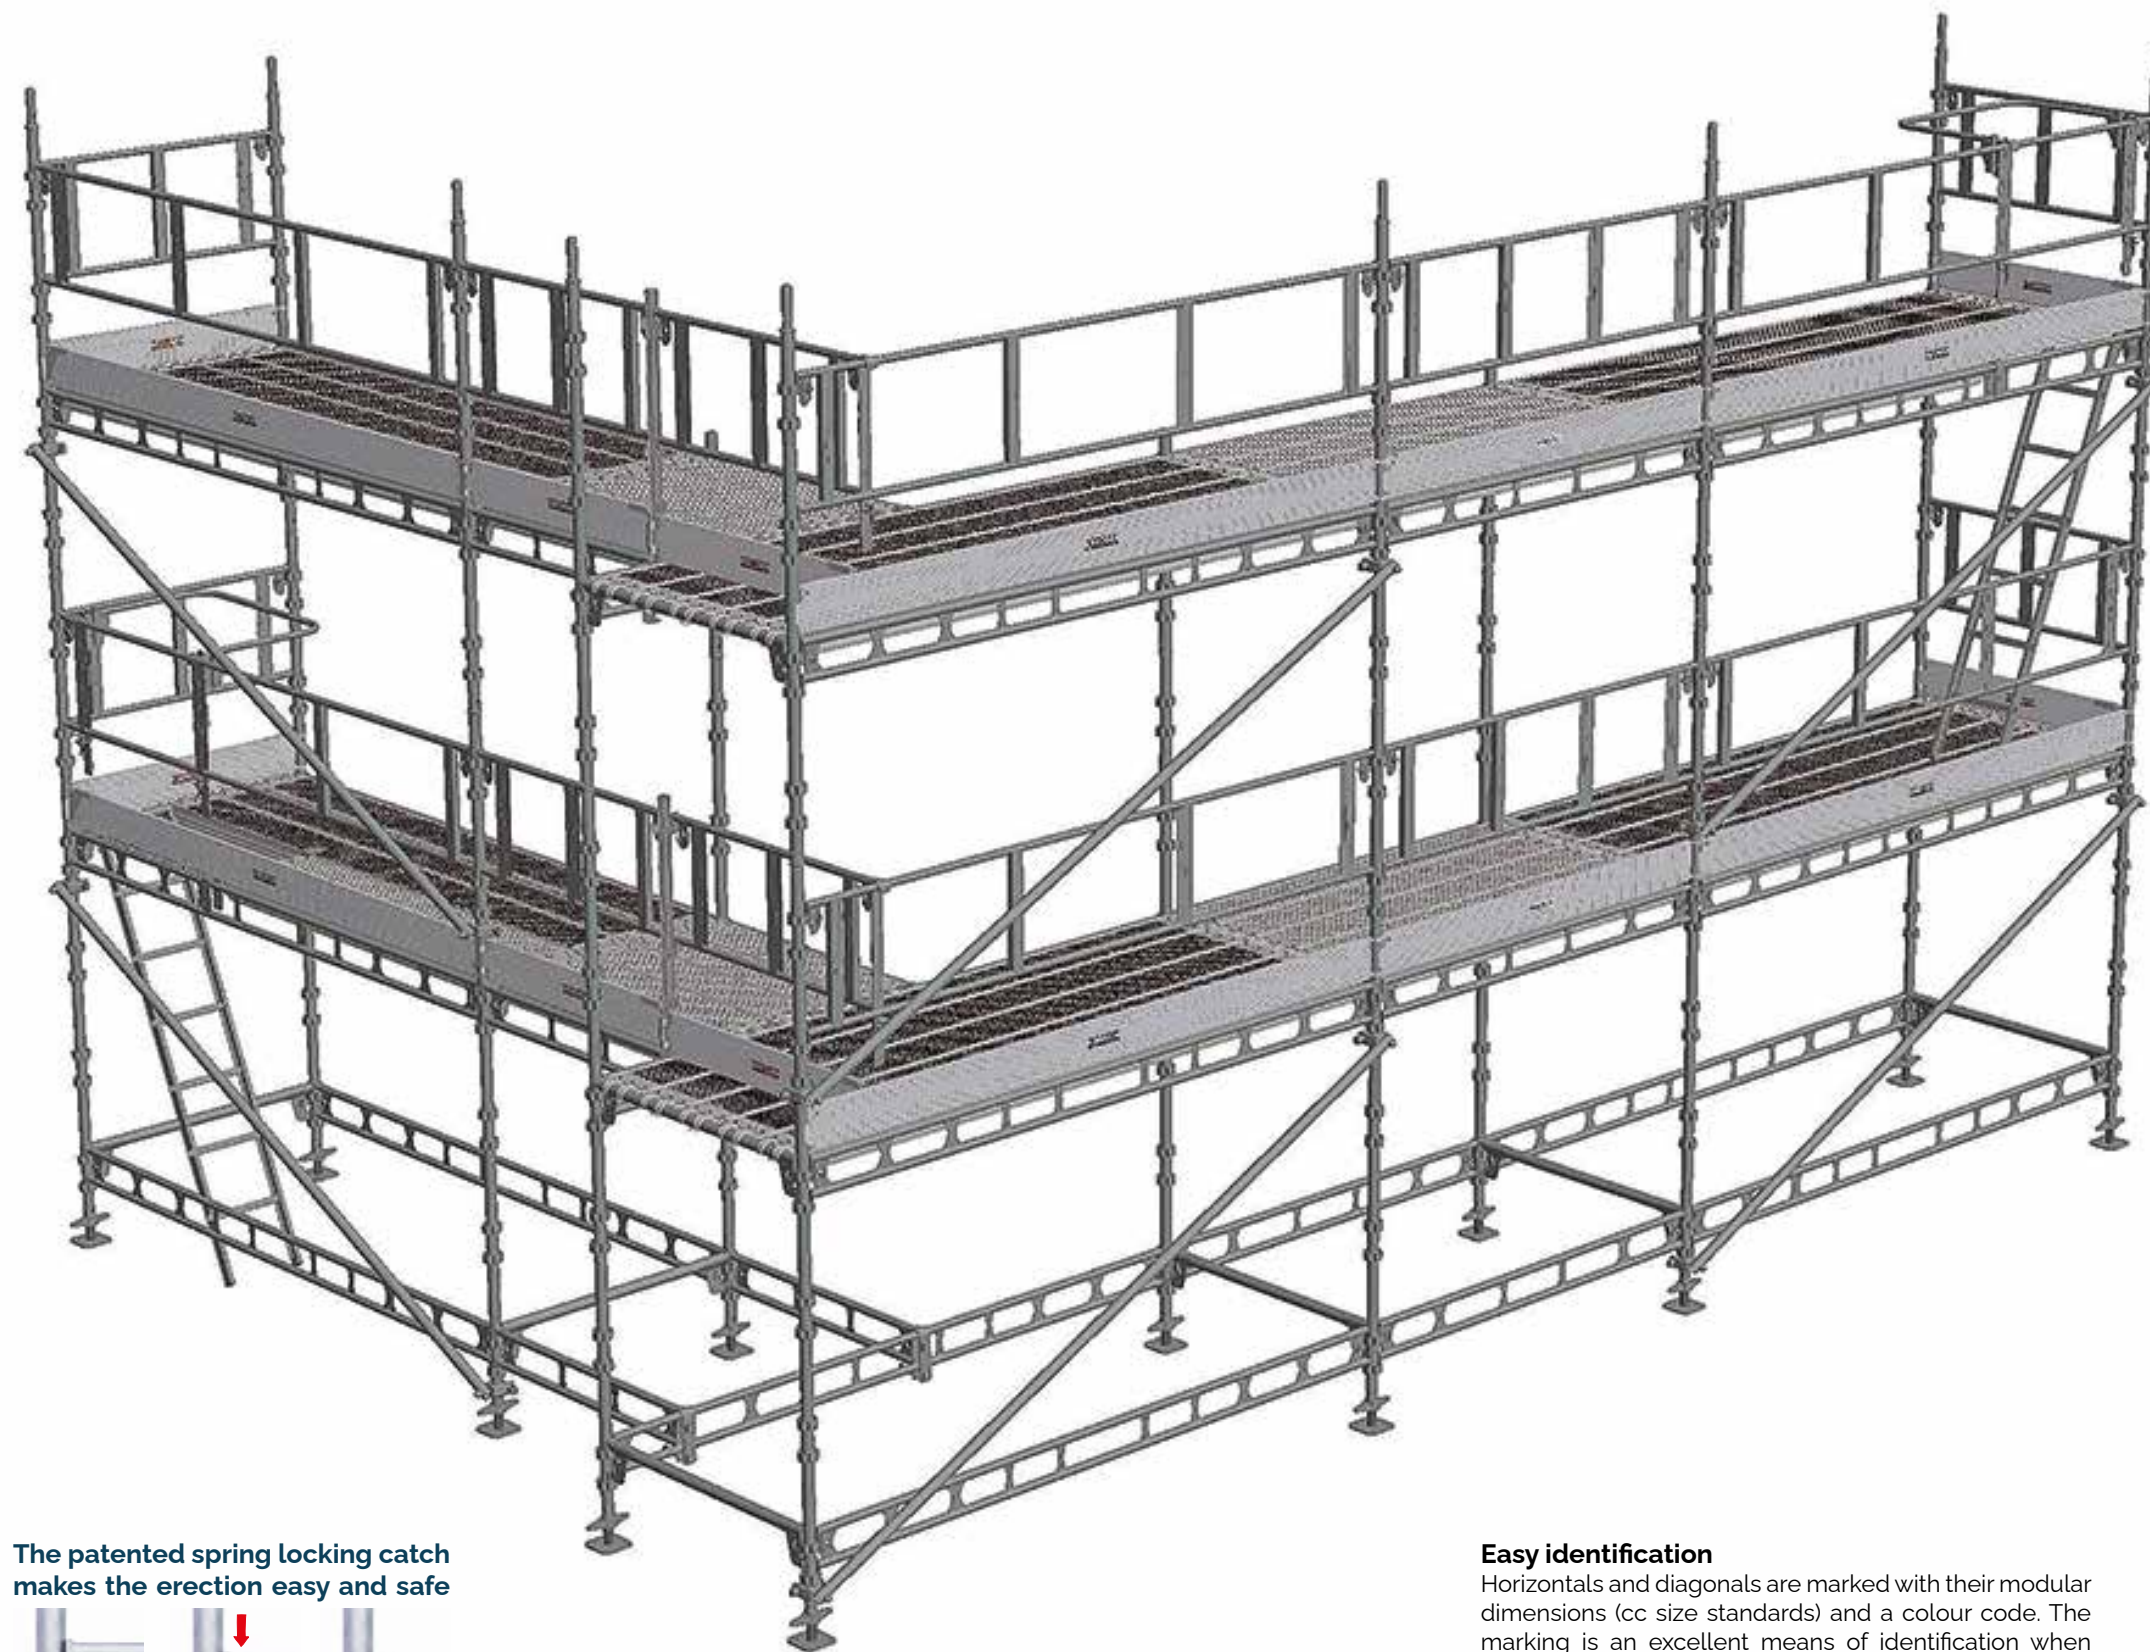 The patented spring locking catch
makes the erection easy and safe
Easy identification
Horizontals and diagonals are marked with their modular
dimensions (cc size standards) and a colour code. The
marking is an excellent means of identification when